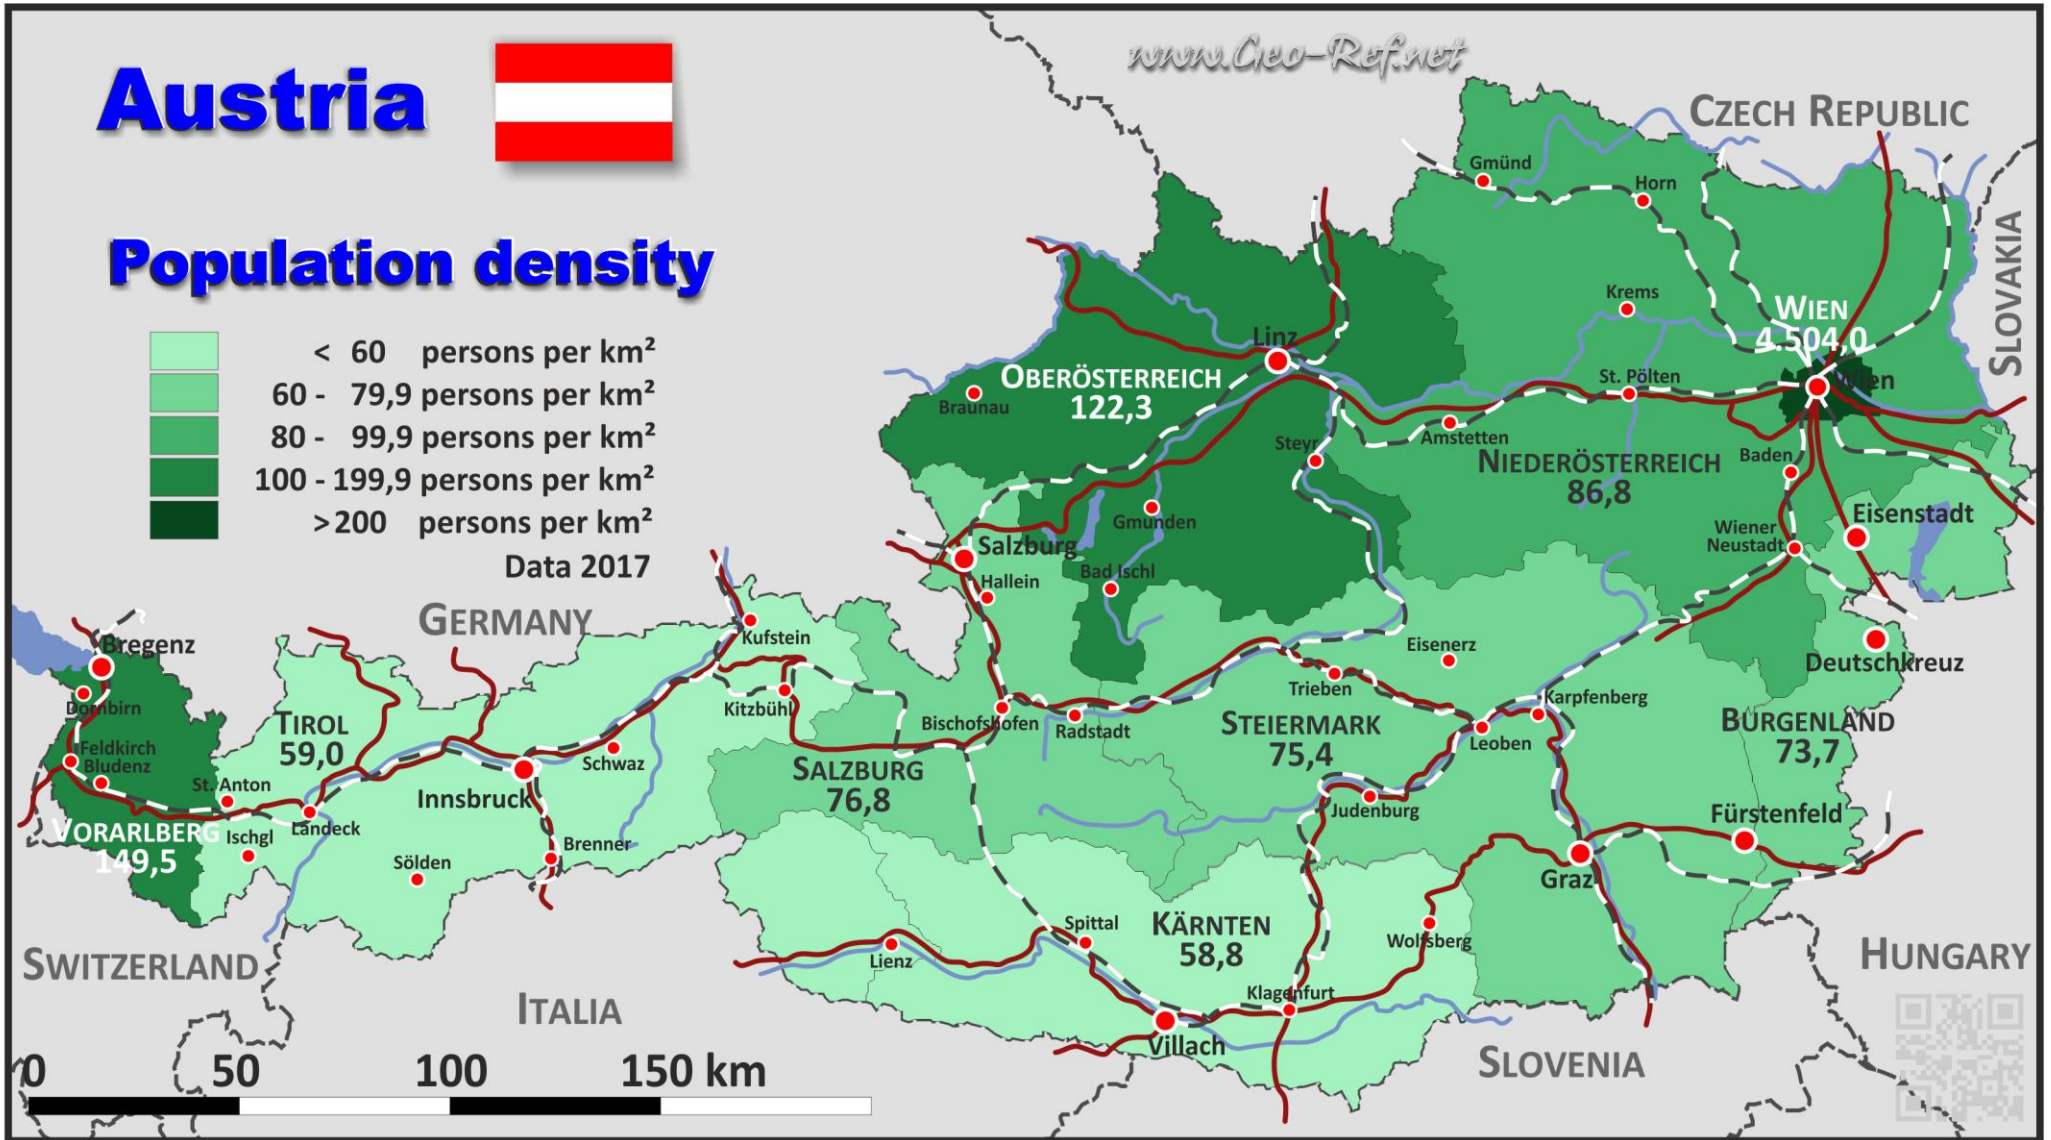 Austria
www.Geo-Ref.net
Population density
< 60 persons per km²
60 - 79,9 persons per km²
80 - 99,9 persons per km²
100 - 199,9 persons per km²
>200 persons per km²
Data 2017
CZECH REPUBLIC
SLOVAKIA
GERMANY
SWITZERLAND
ITALIA
SLOVENIA
HUNGARY
Gmünd
Horn
Krems
WIEN
4.504,0
Wien
Linz
OBERÖSTERREICH
122,3
Braunau
St. Pölten
Amstetten
Steyr
NIEDERÖSTERREICH
86,8
Baden
Gmunden
Wiener
Neustadt
Eisenstadt
Salzburg
Hallein
Bad Ischl
Bregenz
Dornbirn
Feldkirch
Bludenz
VORARLBERG
149,5
Kufstein
Kitzbühl
TIROL
59,0
Schwaz
St. Anton
Innsbruck
Landeck
Ischgl
Sölden
Brenner
Bischofshofen
Radstadt
SALZBURG
76,8
Eisenerz
Trieben
STEIERMARK
75,4
Karpfenberg
Leoben
Judenburg
Deutschkreuz
BURGENLAND
73,7
Fürstenfeld
Graz
Spittal
KÄRNTEN
58,8
Wolfsberg
Lienz
Klagenfurt
Villach
0 50 100 150 km